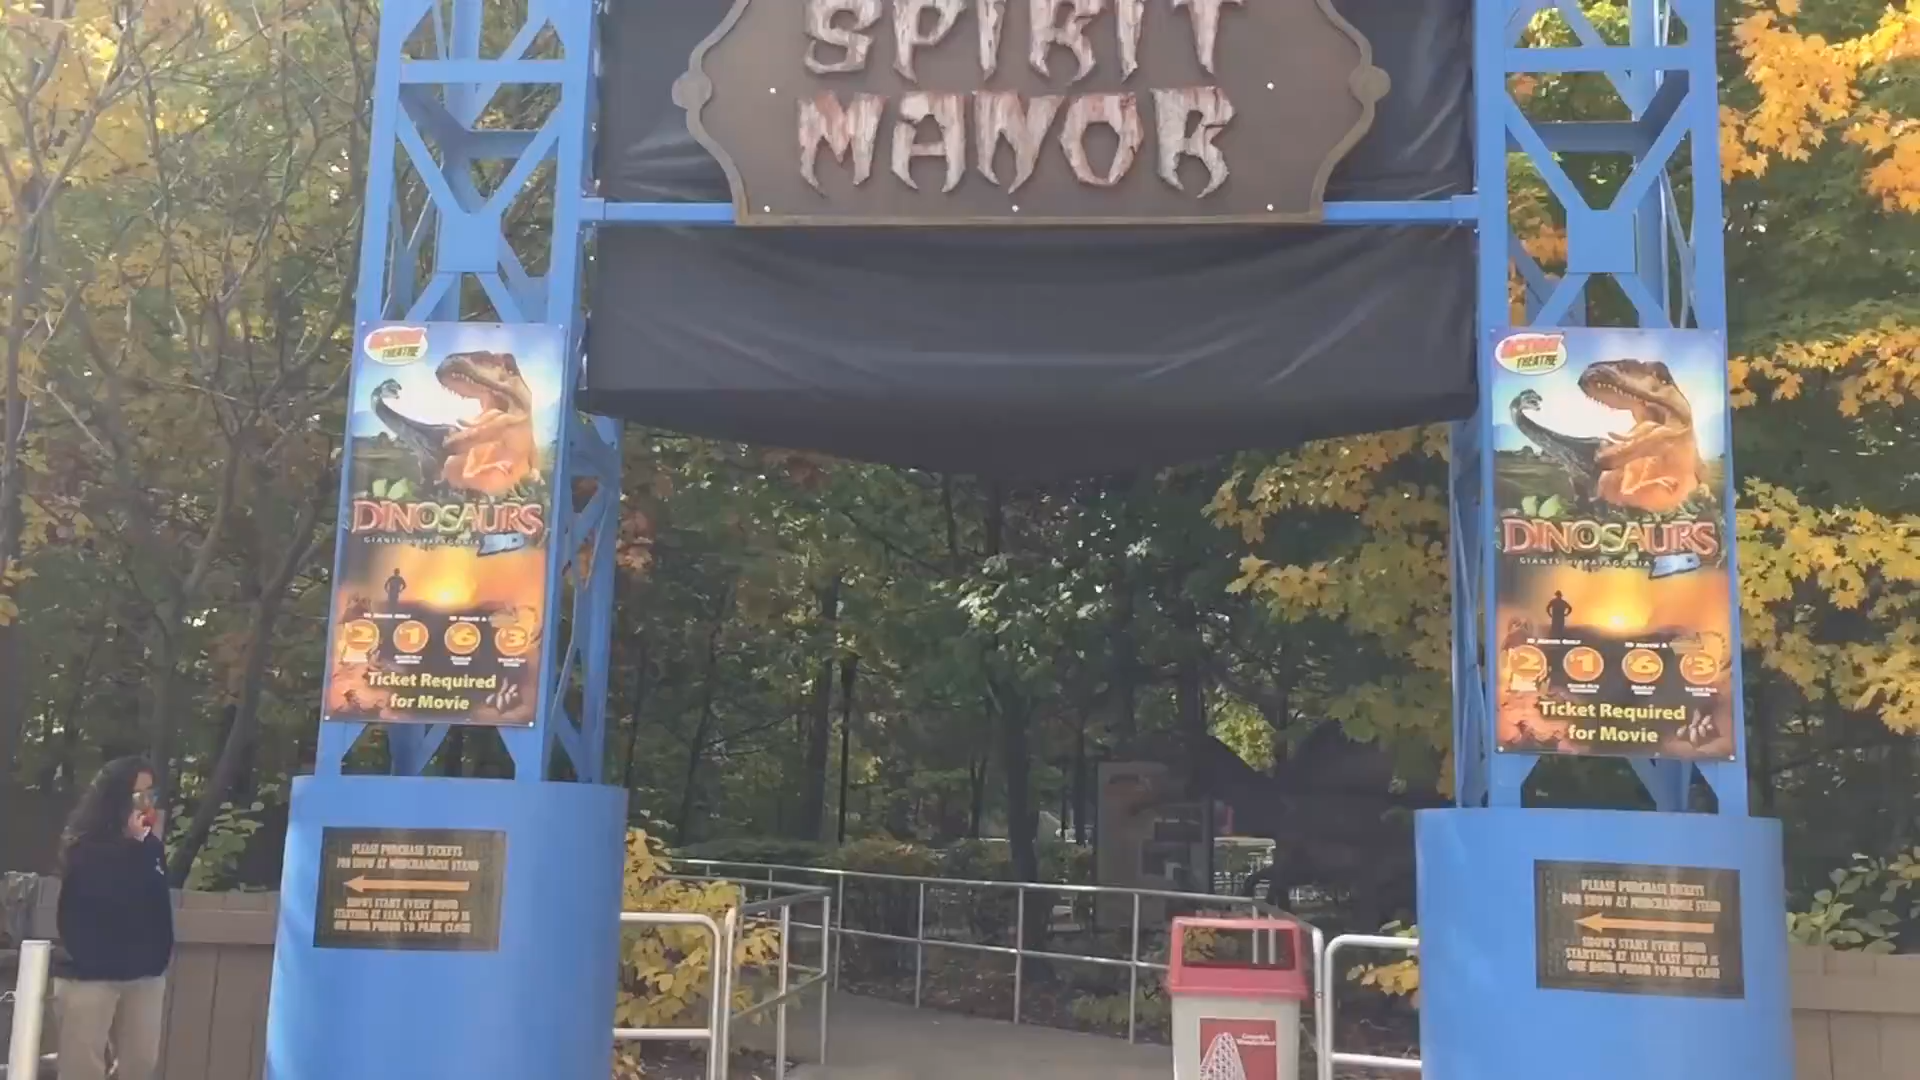 SPIRIT
MANOR
ACTION
THEATRE
DINOSAURS
GIANTS OF PATAGONIA 3D
$2 $1 $6 $3
Ticket Required
for Movie
ACTION
THEATRE
DINOSAURS
GIANTS OF PATAGONIA 3D
$2 $1 $6 $3
Ticket Required
for Movie
PLEASE PURCHASE TICKETS
FOR SHOW AT MERCHANDISE STAND
SHOWS START EVERY HOUR
STARTING AT 11AM, LAST SHOW IS
ONE HOUR PRIOR TO PARK CLOSE
PLEASE PURCHASE TICKETS
FOR SHOW AT MERCHANDISE STAND
SHOWS START EVERY HOUR
STARTING AT 11AM, LAST SHOW IS
ONE HOUR PRIOR TO PARK CLOSE
Canada's
Wonderland